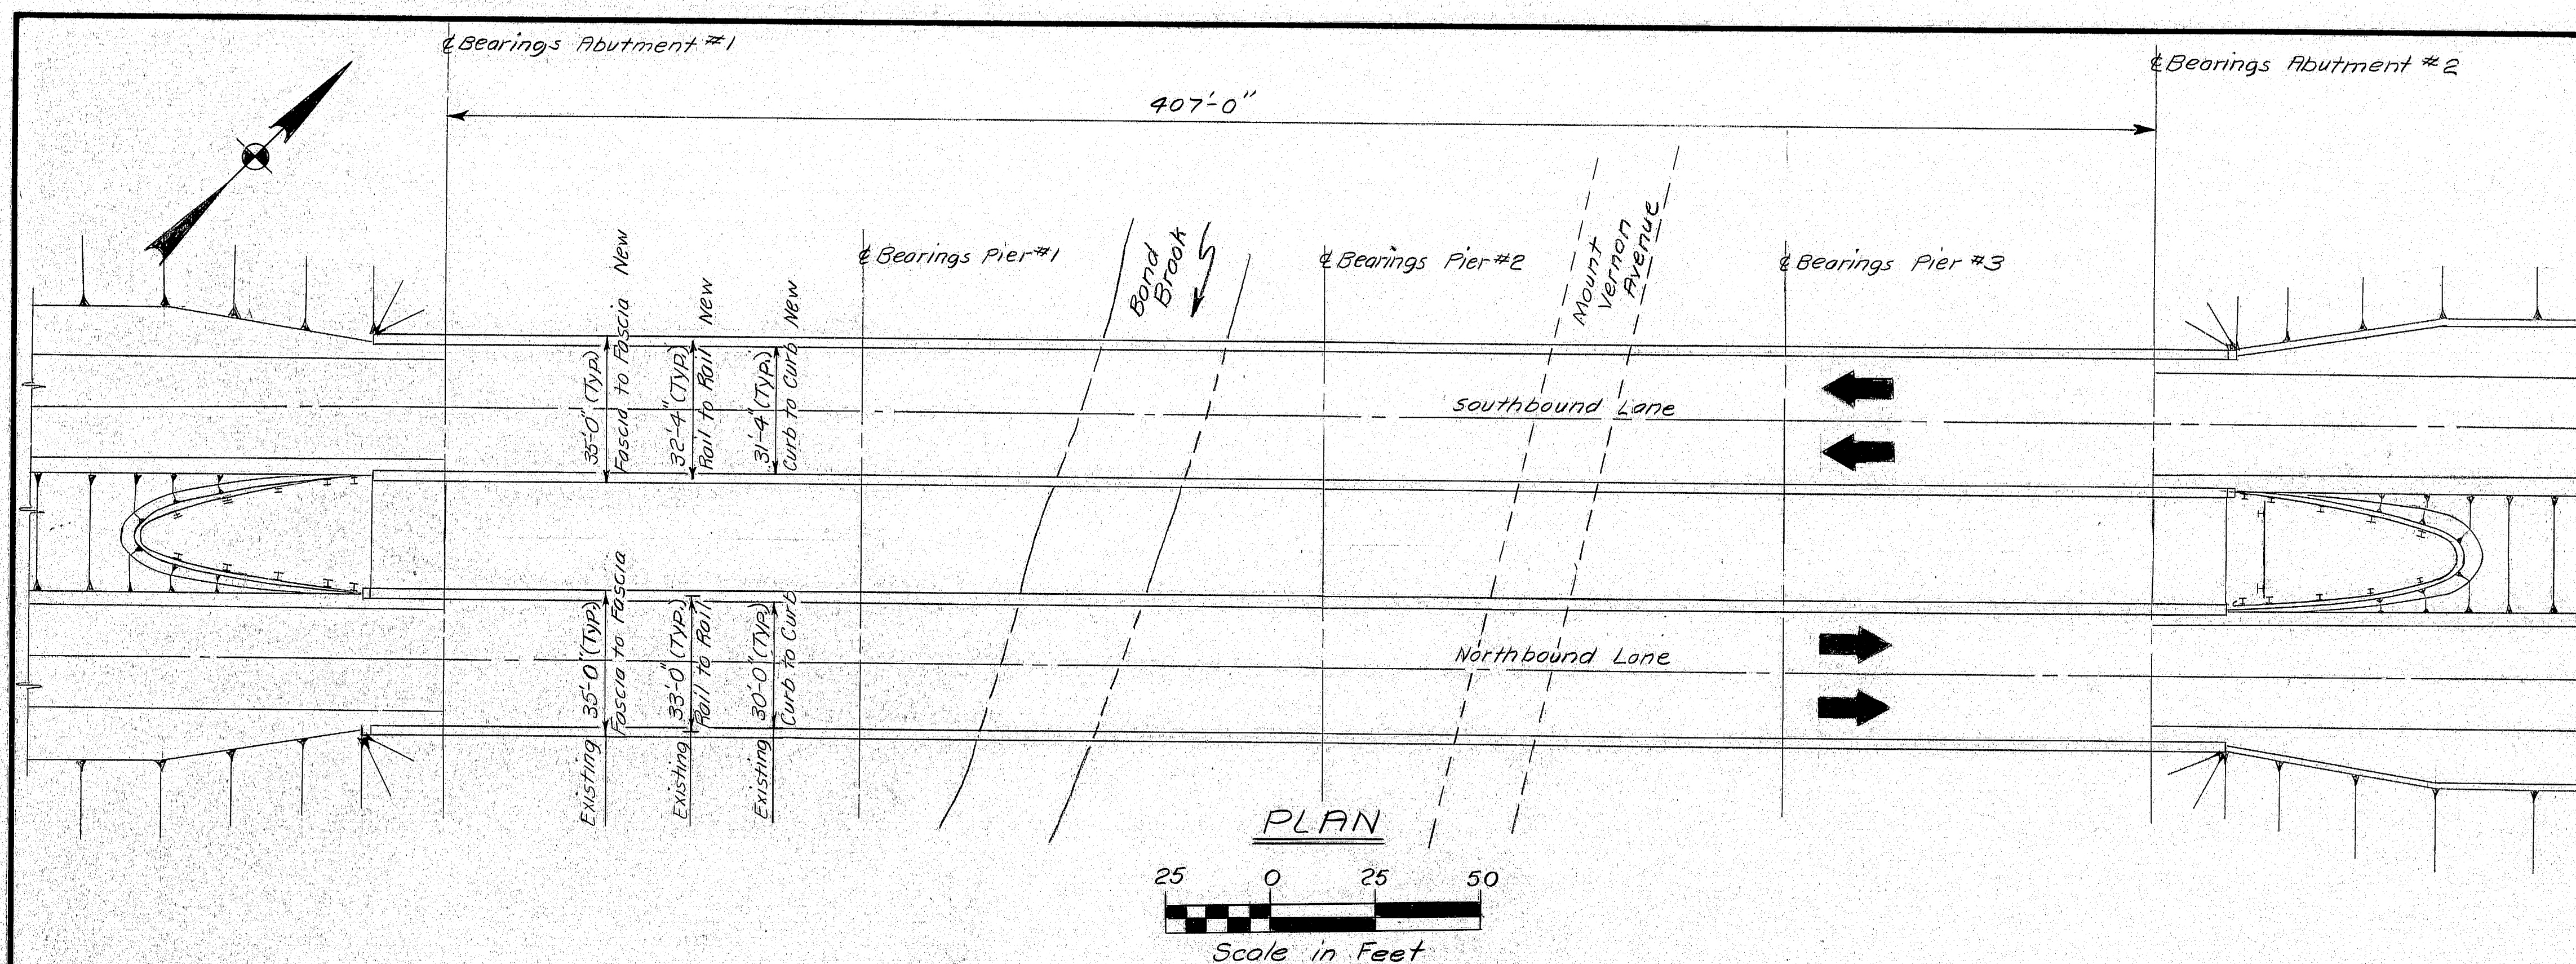 ℄ Bearings Abutment #1
℄ Bearings Abutment #2
407'-0"
℄ Bearings Pier #1
Bond
Brook
℄ Bearings Pier #2
Mount
Vernon
Avenue
℄ Bearings Pier #3
35'-0" (Typ.)
Fascia to Fascia New
32'-4" (Typ.)
Rail to Rail New
31'-4" (Typ.)
Curb to Curb New
Southbound Lane
Existing 35'-0" (Typ.)
Fascia to Fascia
Existing 33'-0" (Typ.)
Rail to Rail
Existing 30'-0" (Typ.)
Curb to Curb
Northbound Lane
PLAN
25 0 25 50
Scale in Feet